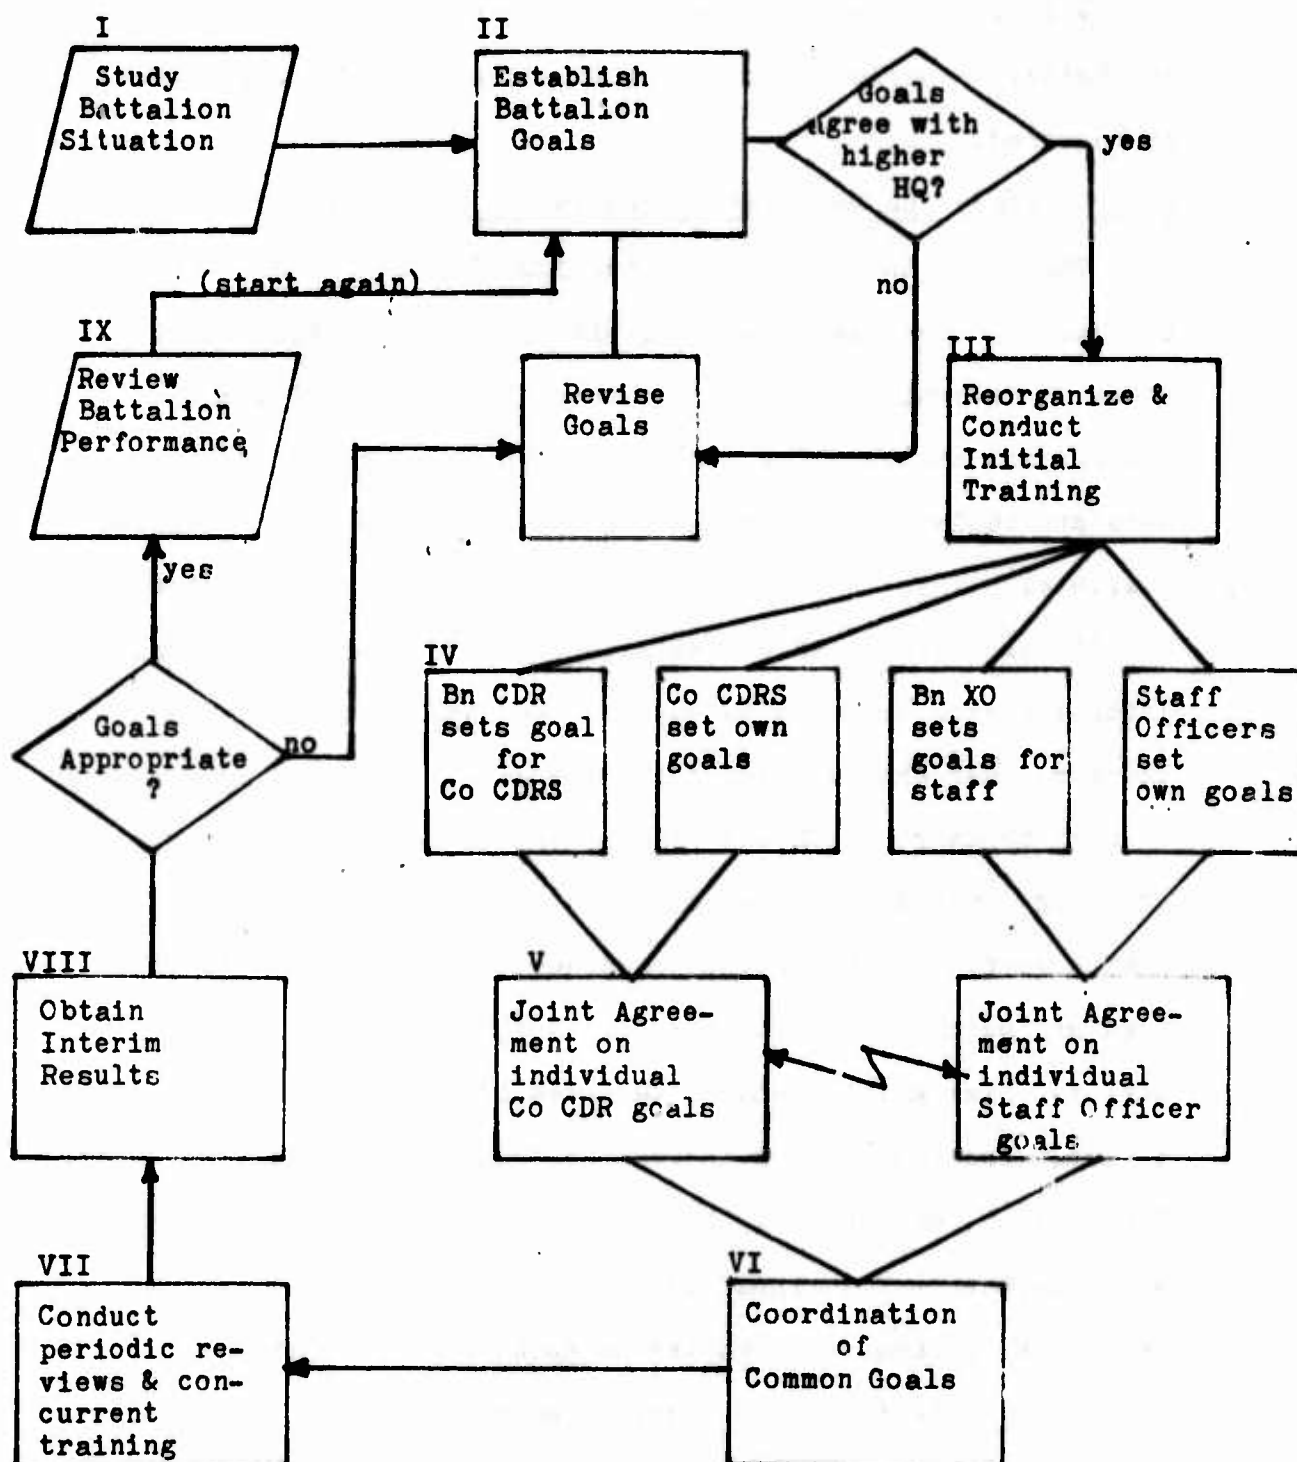 I
Study
Battalion
Situation
II
Establish
Battalion
Goals
Goals
agree with
higher
HQ?
yes
no
(start again)
IX
Review
Battalion
Performance
Revise
Goals
III
Reorganize &
Conduct
Initial
Training
yes
Goals
Appropriate
?
no
IV
Bn CDR
sets goal
for
Co CDRS
Co CDRS
set own
goals
Bn XO
sets
goals for
staff
Staff
Officers
set
own goals
VIII
Obtain
Interim
Results
V
Joint Agree-
ment on
individual
Co CDR goals
Joint Agree-
ment on
individual
Staff Officer
goals
VII
Conduct
periodic re-
views & con-
current
training
VI
Coordination
of
Common Goals